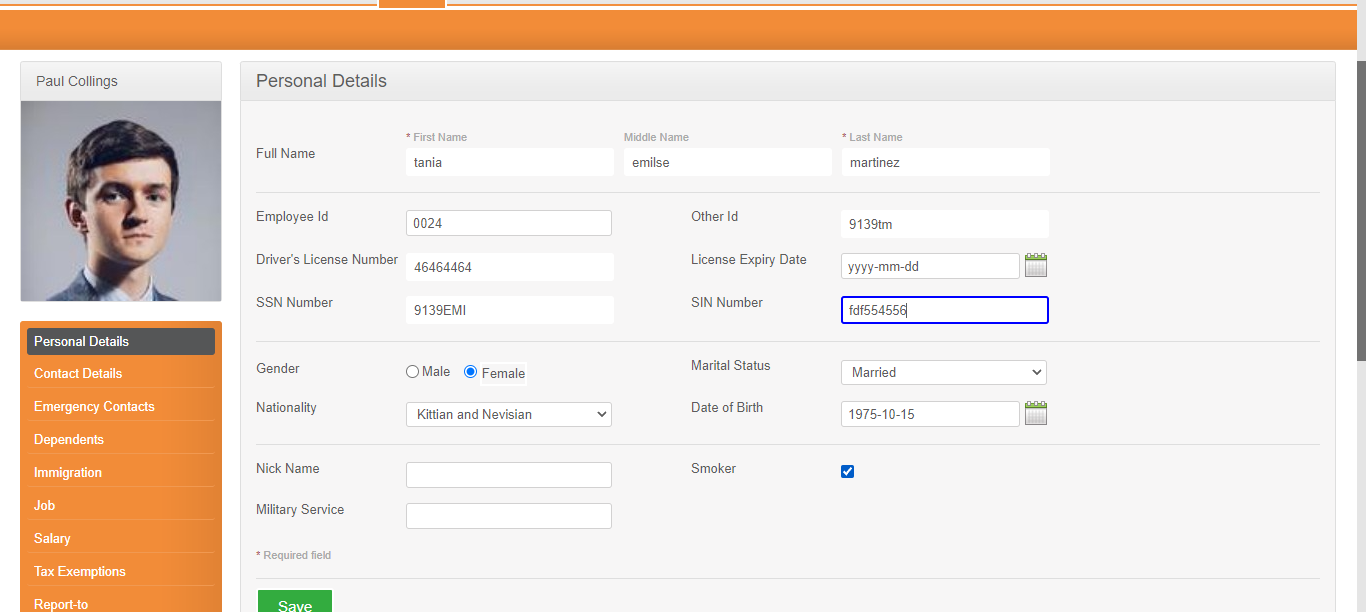 Paul Collings
Personal Details
* First Name
Middle Name
* Last Name
Full Name
tania
emilse
martinez
Employee Id
0024
Other Id
9139tm
Driver's License Number
46464464
License Expiry Date
yyyy-mm-dd
SSN Number
9139EMI
SIN Number
fdf554556
Gender
Male
Female
Marital Status
Married
Nationality
Kittian and Nevisian
Date of Birth
1975-10-15
Nick Name
Smoker
Military Service
* Required field
Save
Personal Details
Contact Details
Emergency Contacts
Dependents
Immigration
Job
Salary
Tax Exemptions
Report-to